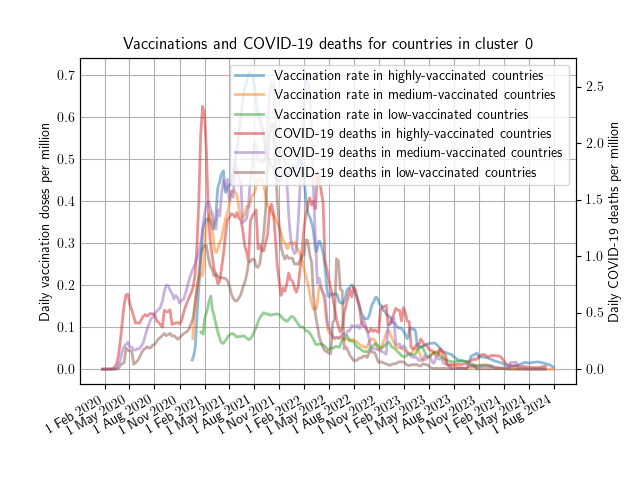 Vaccinations and COVID-19 deaths for countries in cluster 0
Daily vaccination doses per million
0.7
0.6
0.5
0.4
0.3
0.2
0.1
0.0
Vaccination rate in highly-vaccinated countries
Vaccination rate in medium-vaccinated countries
Vaccination rate in low-vaccinated countries
COVID-19 deaths in highly-vaccinated countries
COVID-19 deaths in medium-vaccinated countries
COVID-19 deaths in low-vaccinated countries
2.5
2.0
1.5
1.0
0.5
0.0
Daily COVID-19 deaths per million
1 Feb 2020
1 May 2020
1 Aug 2020
1 Nov 2020
1 Feb 2021
1 May 2021
1 Aug 2021
1 Nov 2021
1 Feb 2022
1 May 2022
1 Aug 2022
1 Nov 2022
1 Feb 2023
1 May 2023
1 Aug 2023
1 Nov 2023
1 Feb 2024
1 May 2024
1 Aug 2024